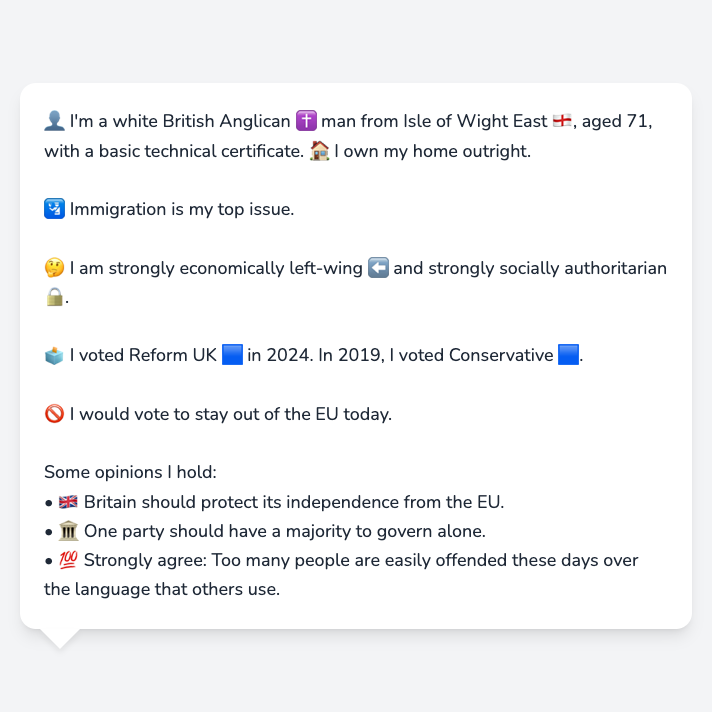 👤 I'm a white British Anglican ✝️ man from Isle of Wight East 🏴󠁧󠁢󠁥󠁮󠁧󠁿, aged 71,
with a basic technical certificate. 🏠 I own my home outright.
🛂 Immigration is my top issue.
🤔 I am strongly economically left-wing ⬅️ and strongly socially authoritarian
🔒.
🗳️ I voted Reform UK 🟦 in 2024. In 2019, I voted Conservative 🟦.
🚫 I would vote to stay out of the EU today.
Some opinions I hold:
• 🇬🇧 Britain should protect its independence from the EU.
• 🏛️ One party should have a majority to govern alone.
• 💯 Strongly agree: Too many people are easily offended these days over
the language that others use.